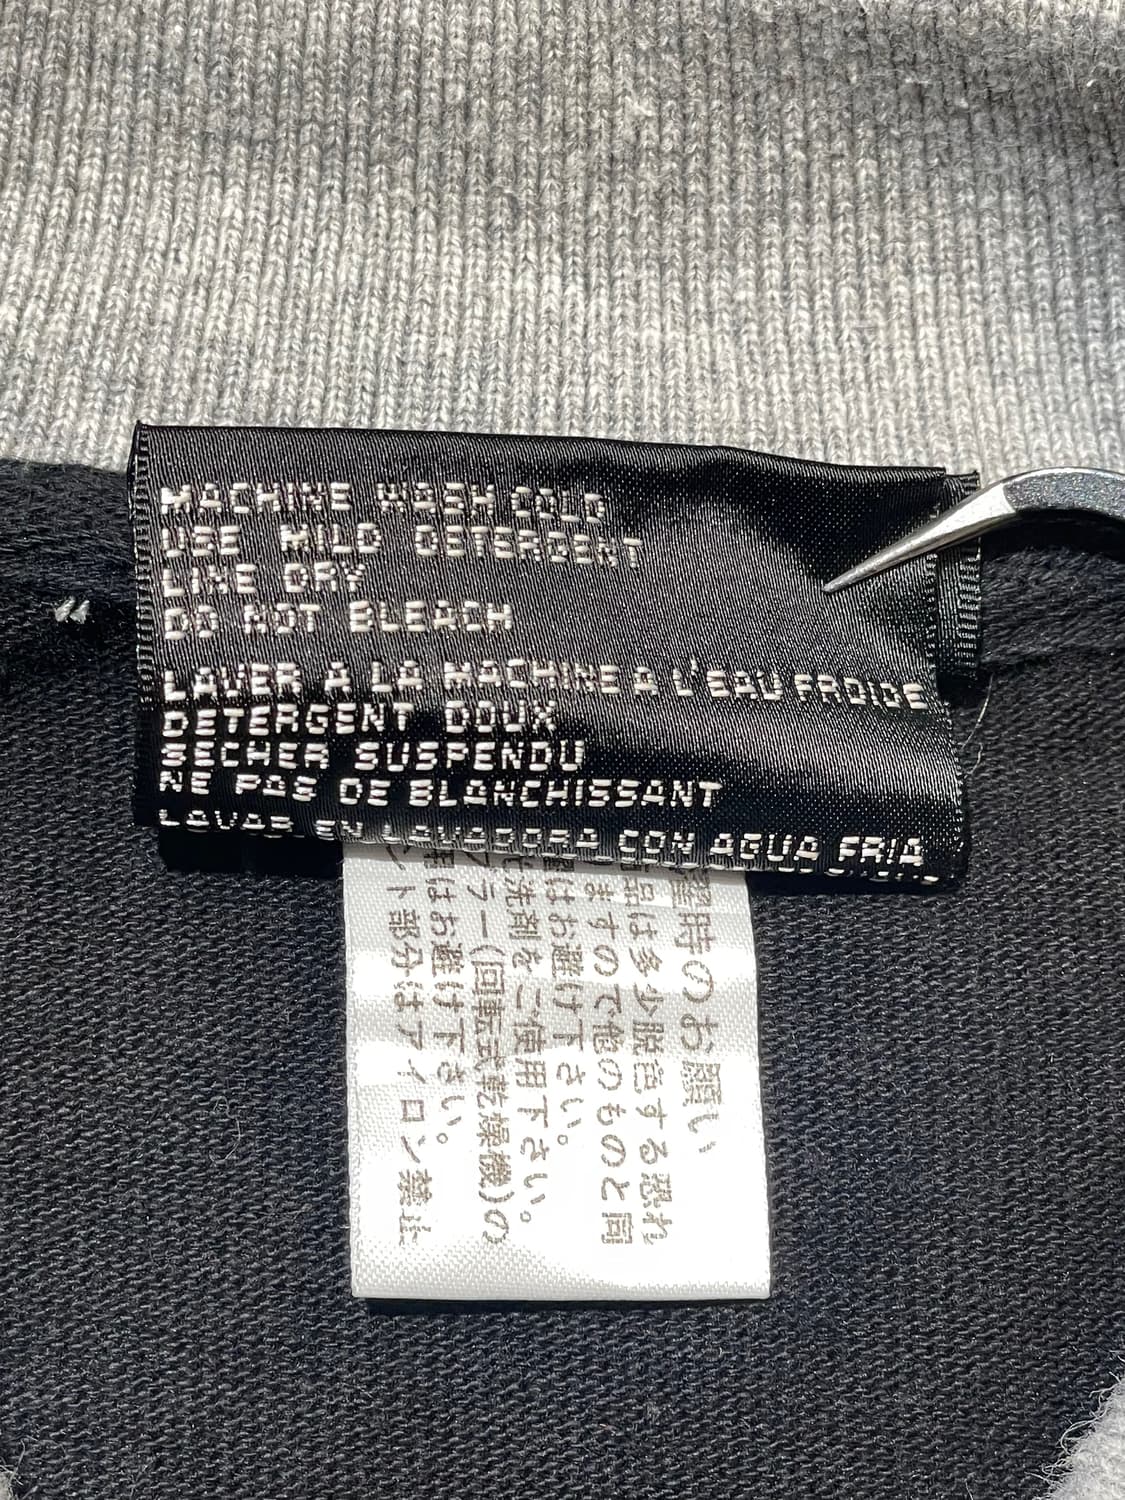 MACHINE WASH COLD
USE MILD DETERGENT
LINE DRY
DO NOT BLEACH
LAVER A LA MACHINE A L'EAU FROIDE
DETERGENT DOUX
SECHER SUSPENDU
NE PAS DE BLANCHISSANT
LAVAR EN LAVADORA CON AGUA FRIA
濯時のお願い
商品は多少脱色する恐れ
りますので他のものと同
濯はお避け下さい。
洗剤をご使用下さい。
ブラー(回転式乾燥機)の
用はお避け下さい。
ント部分はアイロン禁止